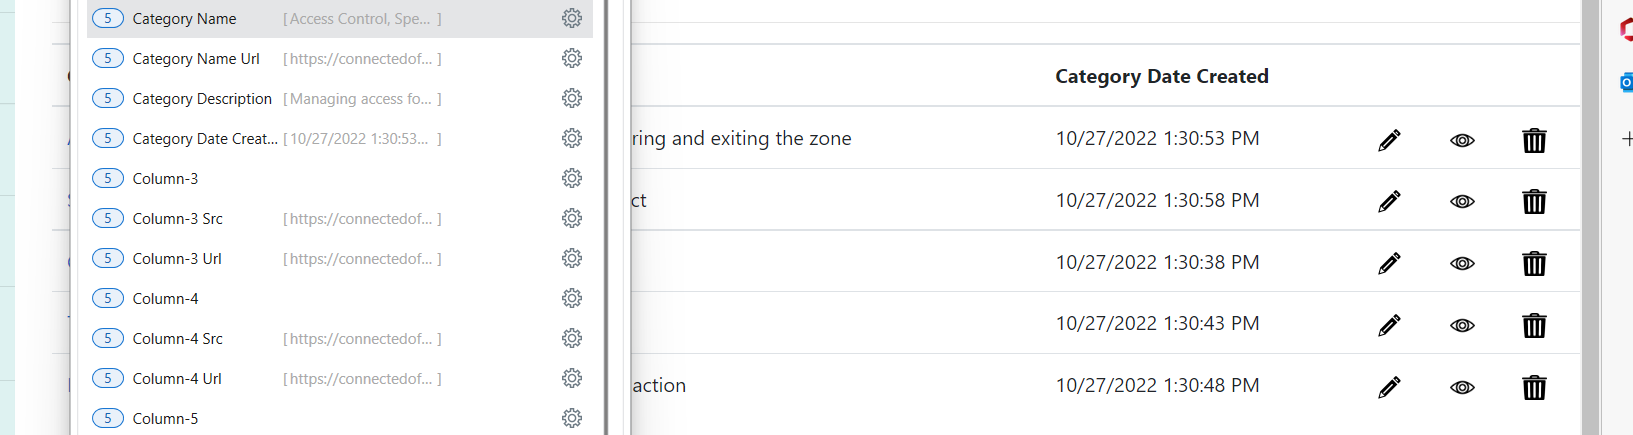 5 Category Name [Access Control, Spe... ]
5 Category Name Url [https://connectedof... ]
5 Category Description [Managing access fo... ]
5 Category Date Creat... [10/27/2022 1:30:53... ]
5 Column-3
5 Column-3 Src [https://connectedof... ]
5 Column-3 Url [https://connectedof... ]
5 Column-4
5 Column-4 Src [https://connectedof... ]
5 Column-4 Url [https://connectedof... ]
5 Column-5
Category Date Created
ring and exiting the zone 10/27/2022 1:30:53 PM
ct 10/27/2022 1:30:58 PM
10/27/2022 1:30:38 PM
10/27/2022 1:30:43 PM
action 10/27/2022 1:30:48 PM